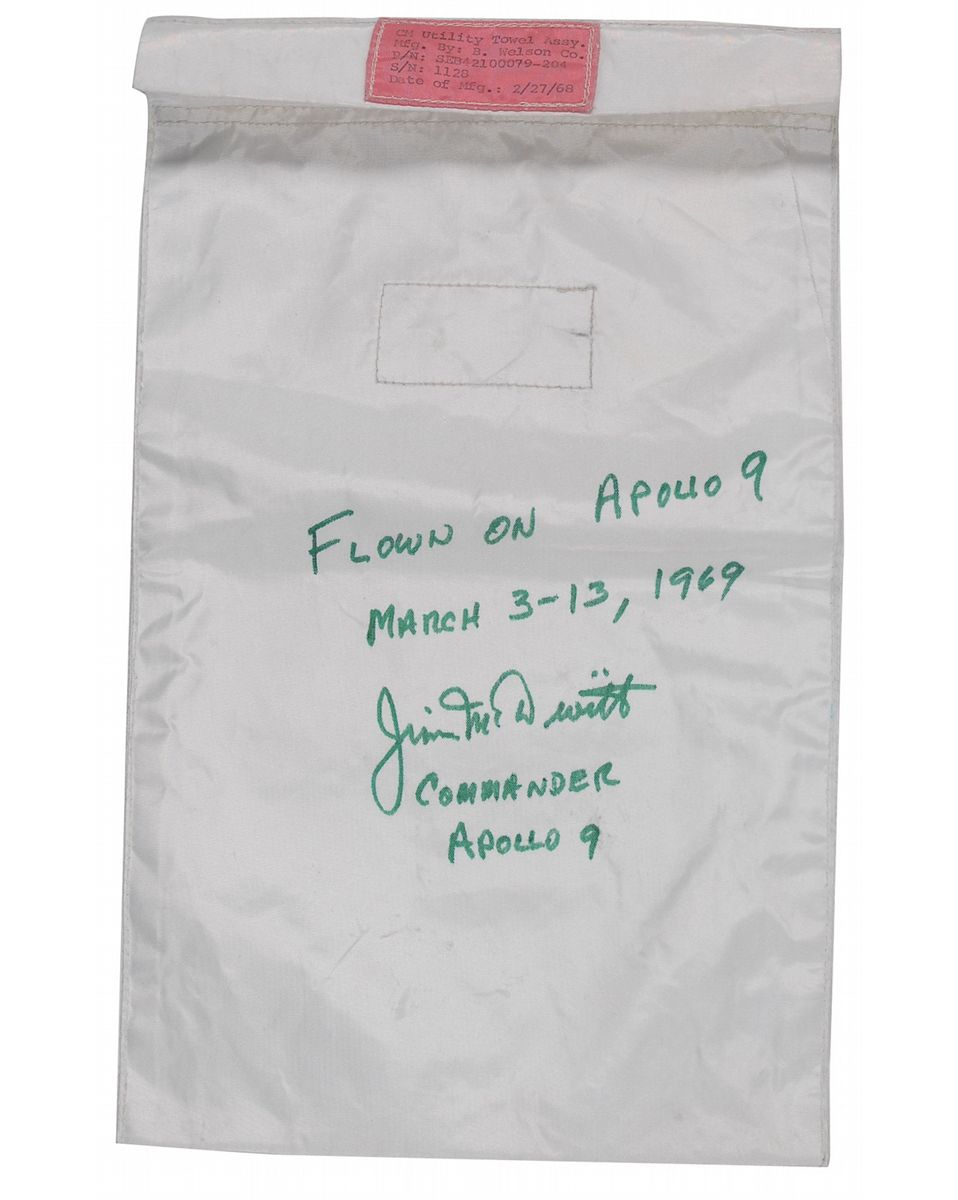 CM Utility Towel Assy.
Mfg. By: B. Welson Co.
P/N: SEB42100079-204
S/N: 1128
Date of Mfg.: 2/27/68
FLOWN ON APOLLO 9
MARCH 3-13, 1969
Jim McDivitt
COMMANDER
APOLLO 9